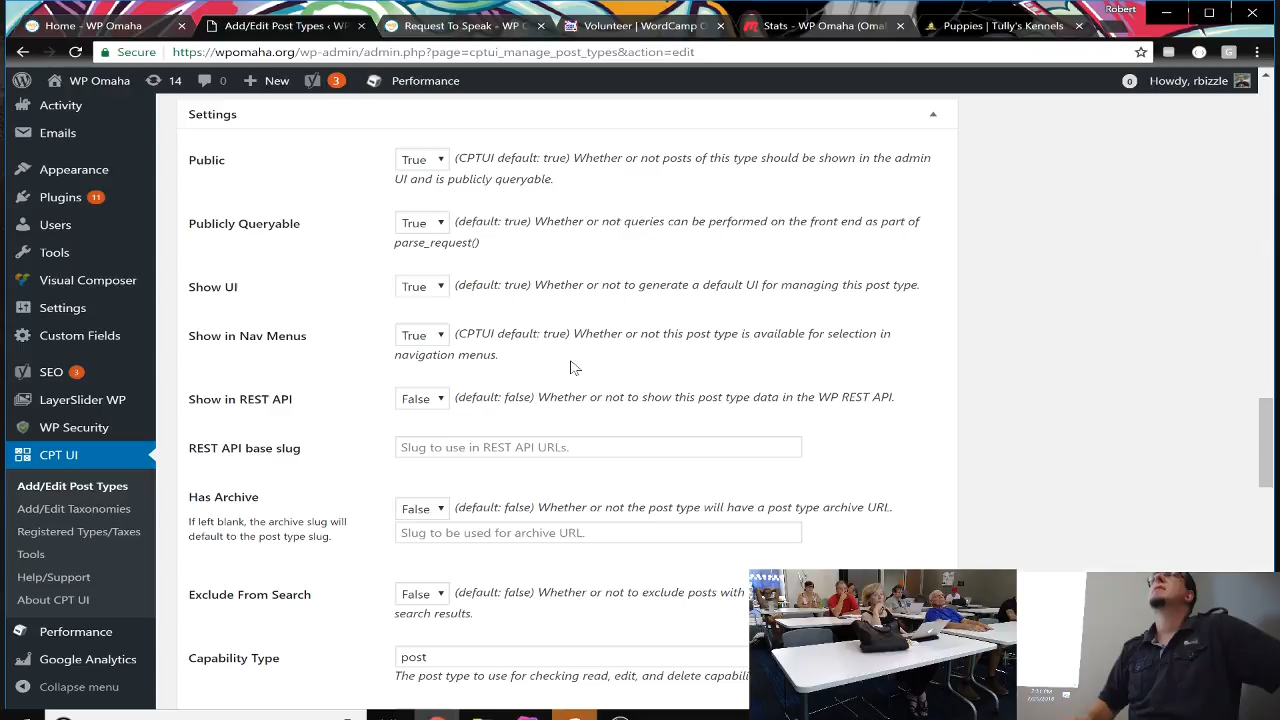 Robert
Home - WP Omaha
Add/Edit Post Types ‹ WP
Request To Speak - WP C
Volunteer | WordCamp O
Stats - WP Omaha (Omal
Puppies | Tully's Kennels
Secure
https://wpomaha.org/wp-admin/admin.php?page=cptui_manage_post_types&action=edit
WP Omaha
14
0
New
3
Performance
0
Howdy, rbizzle
Activity
Emails
Appearance
Plugins 11
Users
Tools
Visual Composer
Settings
Custom Fields
SEO 3
LayerSlider WP
WP Security
CPT UI
Add/Edit Post Types
Add/Edit Taxonomies
Registered Types/Taxes
Tools
Help/Support
About CPT UI
Performance
Google Analytics
Collapse menu
Settings
Public
True
(CPTUI default: true) Whether or not posts of this type should be shown in the admin
UI and is publicly queryable.
Publicly Queryable
True
(default: true) Whether or not queries can be performed on the front end as part of
parse_request()
Show UI
True
(default: true) Whether or not to generate a default UI for managing this post type.
Show in Nav Menus
True
(CPTUI default: true) Whether or not this post type is available for selection in
navigation menus.
Show in REST API
False
(default: false) Whether or not to show this post type data in the WP REST API.
REST API base slug
Slug to use in REST API URLs.
Has Archive
If left blank, the archive slug will
default to the post type slug.
False
(default: false) Whether or not the post type will have a post type archive URL.
Slug to be used for archive URL.
Exclude From Search
False
(default: false) Whether or not to exclude posts with
search results.
Capability Type
post
The post type to use for checking read, edit, and delete capabili